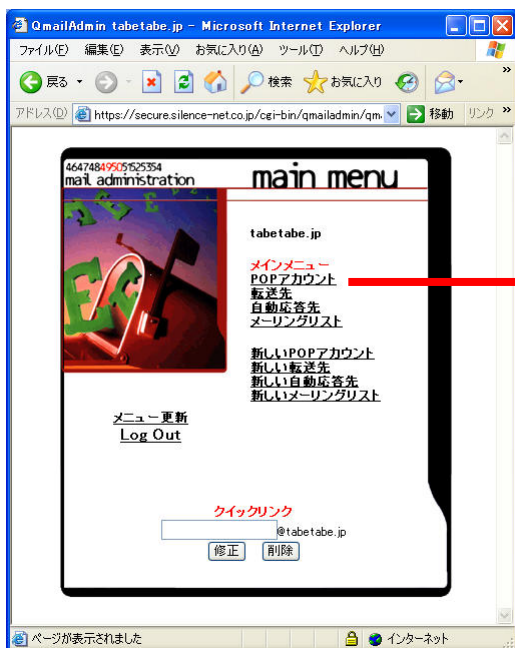 QmailAdmin tabetabe.jp - Microsoft Internet Explorer
ファイル(F) 編集(E) 表示(V) お気に入り(A) ツール(T) ヘルプ(H)
戻る 検索 お気に入り
アドレス(D) https://secure.silence-net.co.jp/cgi-bin/qmailadmin/qm 移動 リンク
464748495051525354
mail administration
main menu
tabetabe.jp
メインメニュー
POPアカウント
転送先
自動応答先
メーリングリスト
新しいPOPアカウント
新しい転送先
新しい自動応答先
新しいメーリングリスト
メニュー更新
Log Out
クイックリンク
@tabetabe.jp
修正 削除
ページが表示されました インターネット